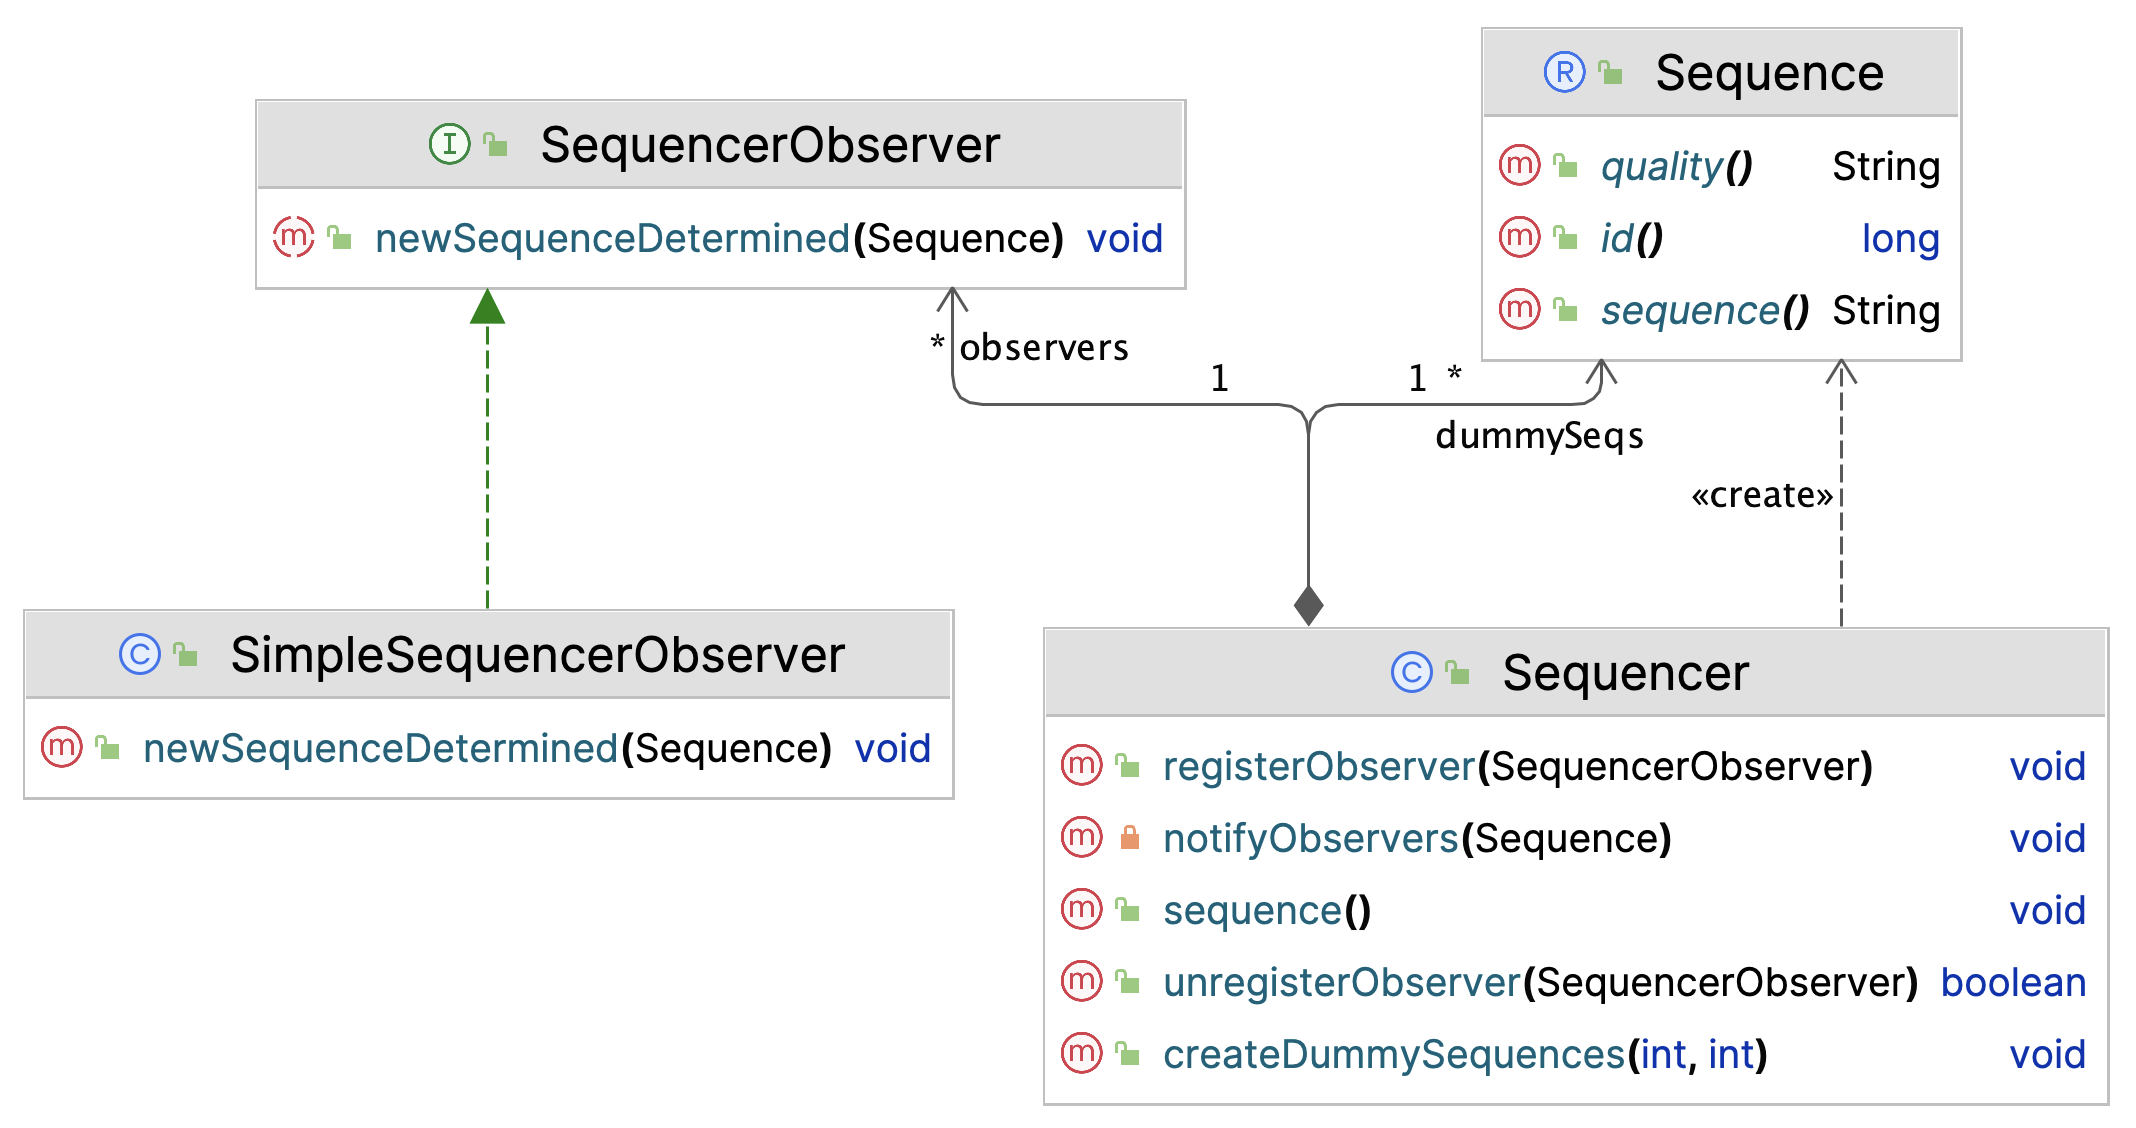 I SequencerObserver
m newSequenceDetermined(Sequence) void
R Sequence
m quality() String
m id() long
m sequence() String
* observers
1
1 *
dummySeqs
«create»
C SimpleSequencerObserver
m newSequenceDetermined(Sequence) void
C Sequencer
m registerObserver(SequencerObserver) void
m notifyObservers(Sequence) void
m sequence() void
m unregisterObserver(SequencerObserver) boolean
m createDummySequences(int, int) void